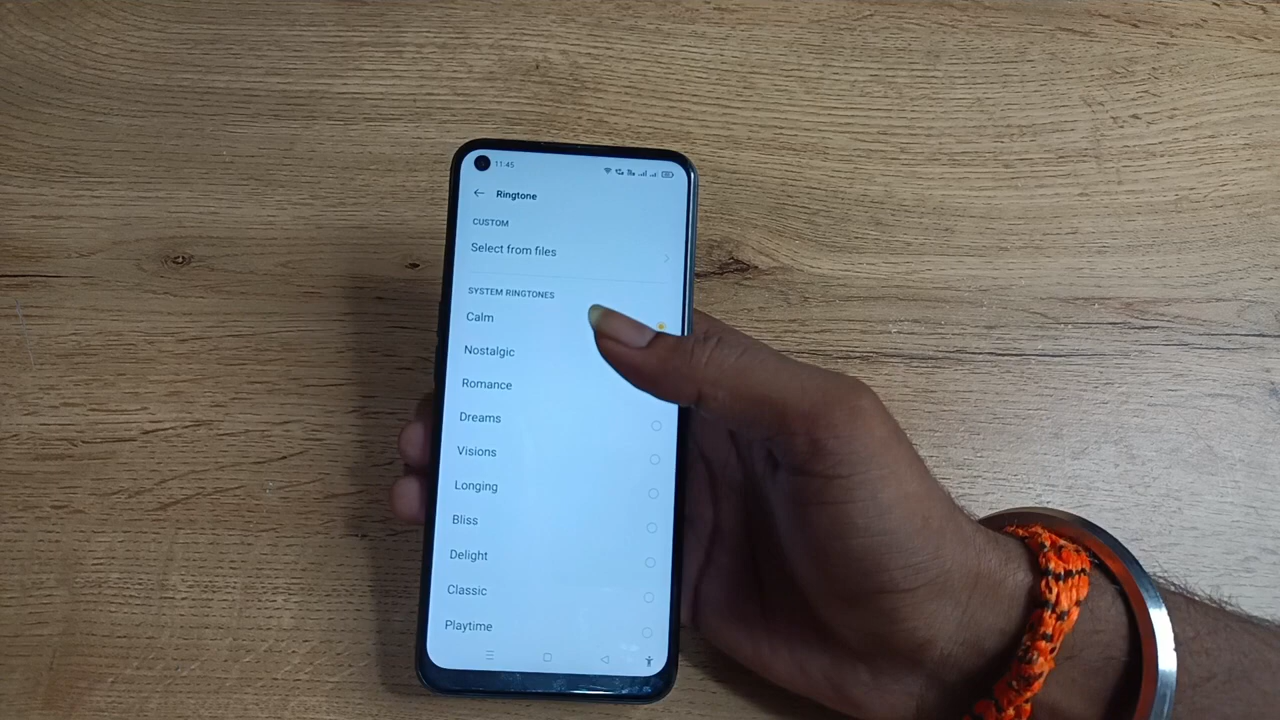 11:45
Ringtone
CUSTOM
Select from files
SYSTEM RINGTONES
Calm
Nostalgic
Romance
Dreams
Visions
Longing
Bliss
Delight
Classic
Playtime